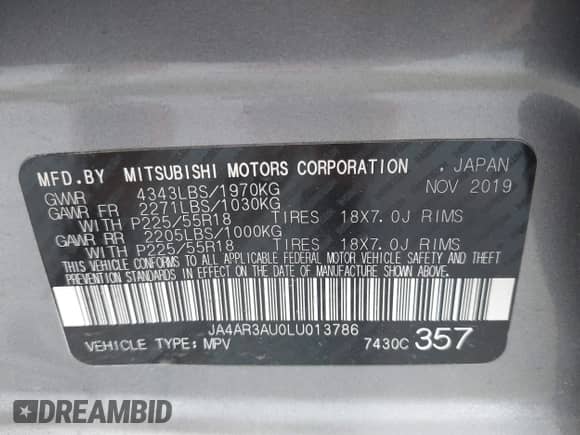 MFD.BY MITSUBISHI MOTORS CORPORATION , JAPAN
GVWR 4343LBS/1970KG NOV 2019
GAWR FR 2271LBS/1030KG
WITH P225/55R18 TIRES 18X7.0J RIMS
GAWR RR 2205LBS/1000KG
WITH P225/55R18 TIRES 18X7.0J RIMS
THIS VEHICLE CONFORMS TO ALL APPLICABLE FEDERAL MOTOR VEHICLE SAFETY AND THEFT
PREVENTION STANDARDS IN EFFECT ON THE DATE OF MANUFACTURE SHOWN ABOVE.
JA4AR3AU0LU013786
VEHICLE TYPE: MPV 7430C 357
DREAMBID
DREAMBID